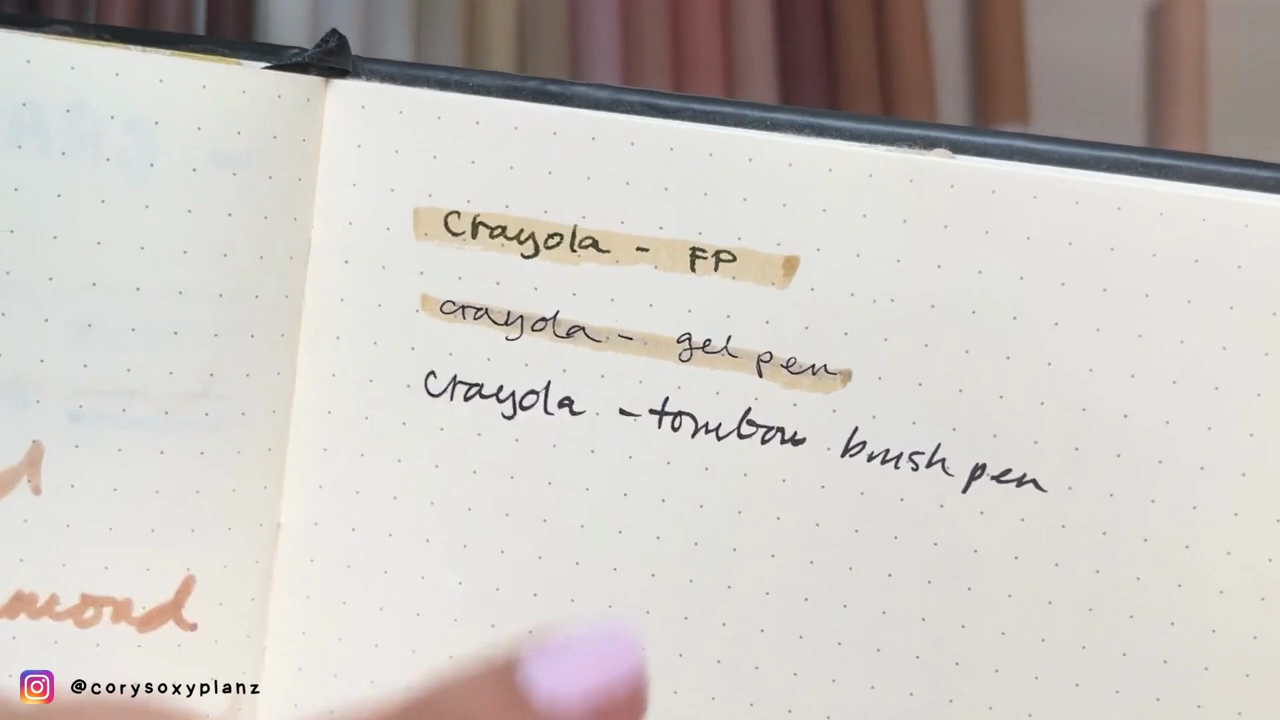 Crayola - FP
crayola - gel pen
crayola - tombow brush pen
@corysoxyplanz